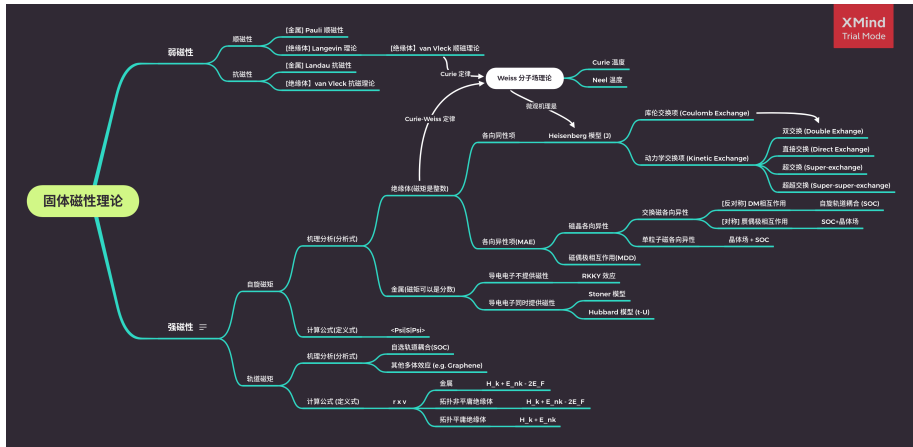 XMind
Trial Mode
固体磁性理论
弱磁性
顺磁性
[金属] Pauli 顺磁性
[绝缘体] Langevin 理论
[绝缘体】van Vleck 顺磁理论
抗磁性
[金属] Landau 抗磁性
[绝缘体】van Vleck 抗磁理论
Curie 定律
Weiss 分子场理论
Curie 温度
Neel 温度
Curie-Weiss 定律
微观机理是
强磁性
自旋磁矩
机理分析(分析式)
绝缘体(磁矩是整数)
各向同性项
Heisenberg 模型 (J)
库伦交换项 (Coulomb Exchange)
动力学交换项 (Kinetic Exchange)
双交换 (Double Exhange)
直接交换 (Direct Exchange)
超交换 (Super-exchange)
超超交换 (Super-super-exchange)
各向异性项(MAE)
磁晶各向异性
交换磁各向异性
[反对称] DM相互作用
自旋轨道耦合 (SOC)
[对称] 赝偶极相互作用
SOC+晶体场
单粒子磁各向异性
晶体场 + SOC
磁偶极相互作用(MDD)
金属(磁矩可以是分数)
导电电子不提供磁性
RKKY 效应
导电电子同时提供磁性
Stoner 模型
Hubbard 模型 (t-U)
计算公式(定义式)
<Psi|S|Psi>
轨道磁矩
机理分析(分析式)
自选轨道耦合(SOC)
其他多体效应 (e.g. Graphene)
计算公式 (定义式)
r x v
金属
H_k + E_nk - 2E_F
拓扑非平庸绝缘体
H_k + E_nk - 2E_F
拓扑平庸绝缘体
H_k + E_nk